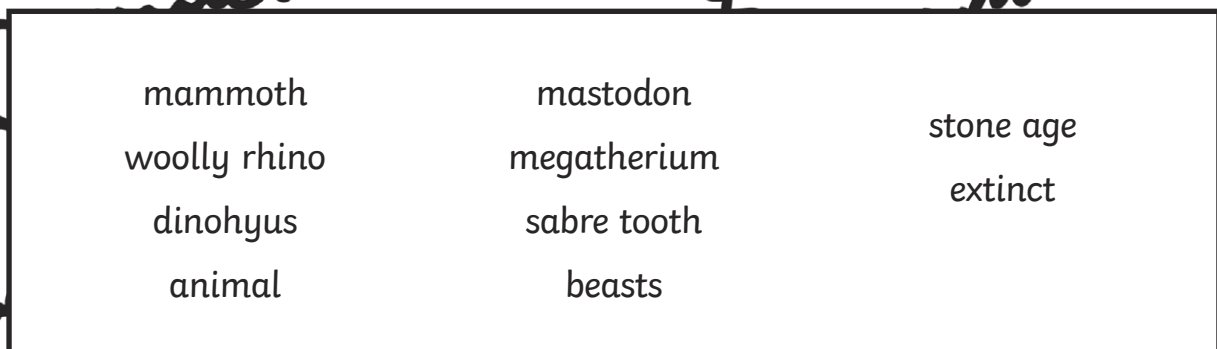 mammoth
woolly rhino
dinohyus
animal
mastodon
megatherium
sabre tooth
beasts
stone age
extinct